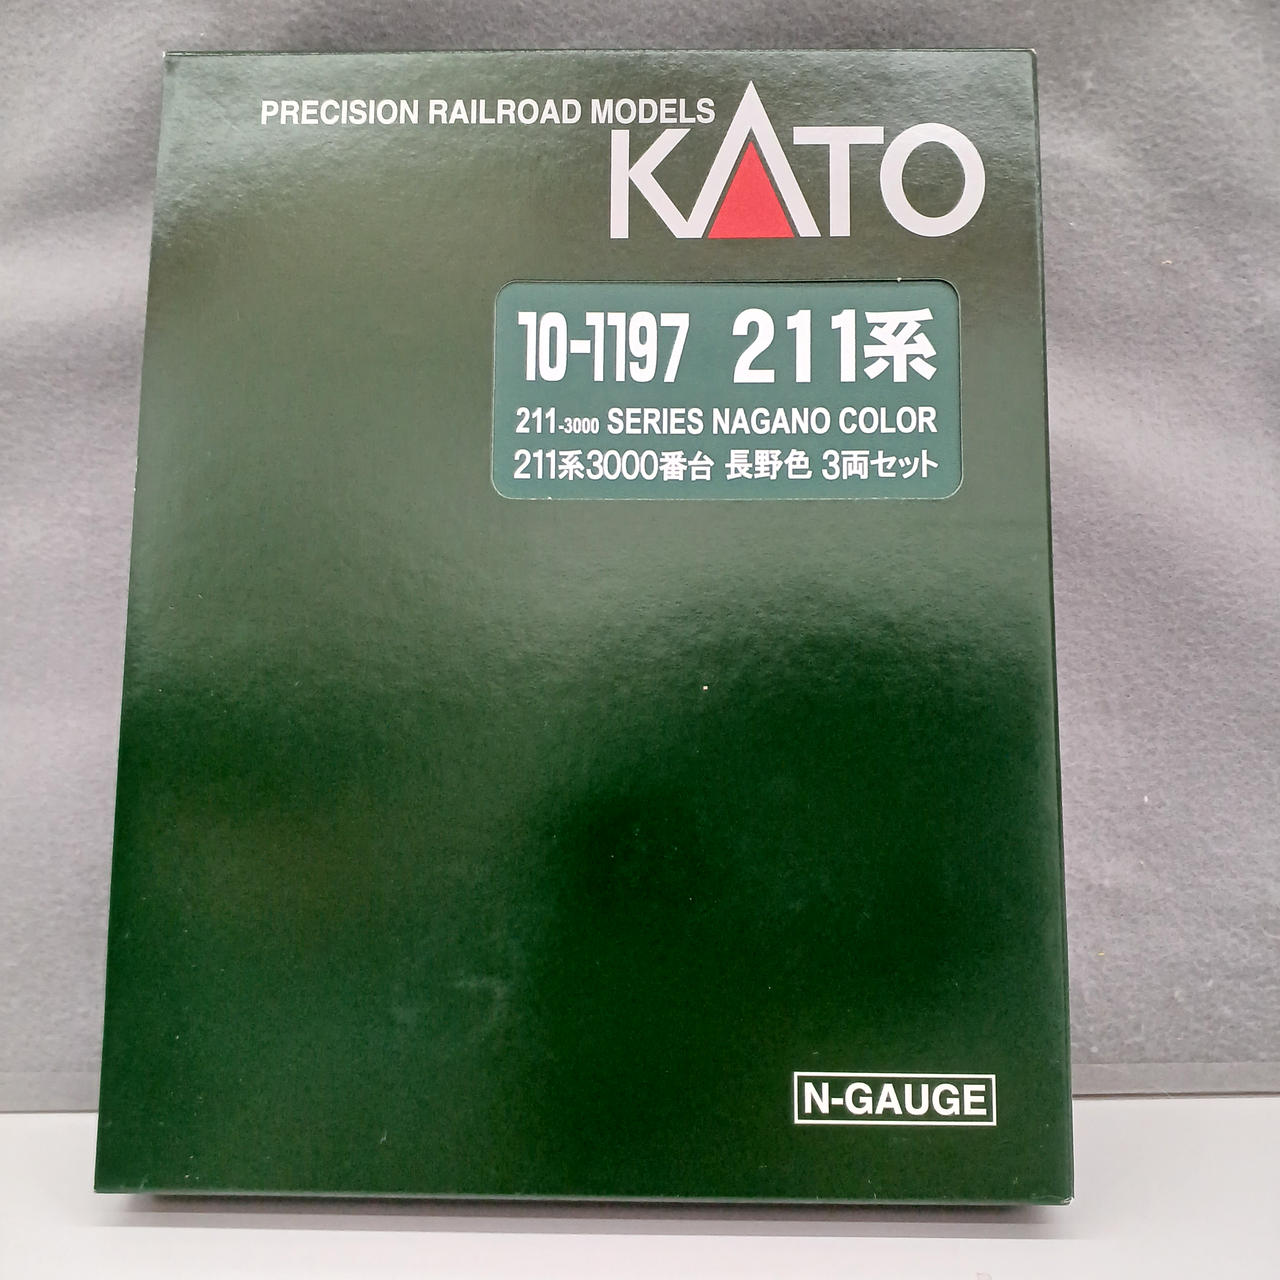 PRECISION RAILROAD MODELS
KATO
10-1197 211系
211-3000 SERIES NAGANO COLOR
211系3000番台 長野色 3両セット
N-GAUGE